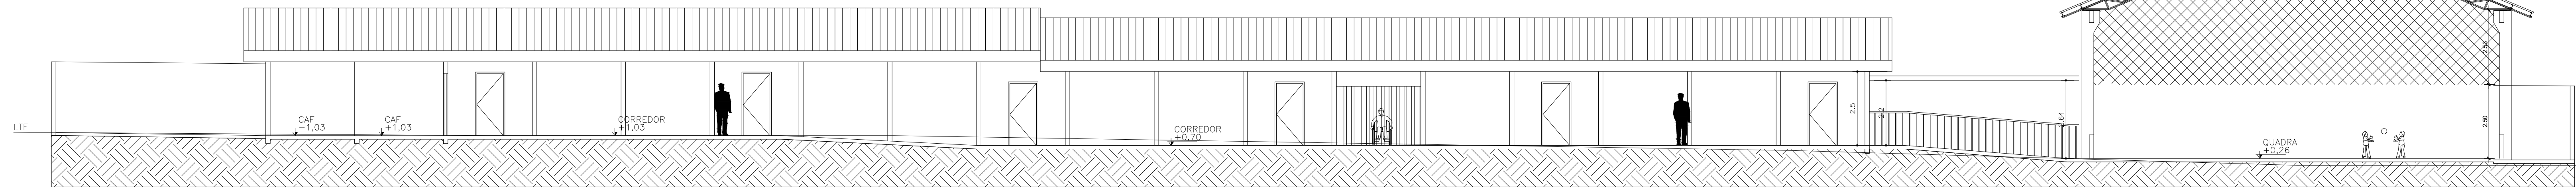 LTF
CAF
+1,03
CAF
+1,03
CORREDOR
+1,03
CORREDOR
+0,70
2.5
2.2
2.64
QUADRA
+0,26
2.53
2.50